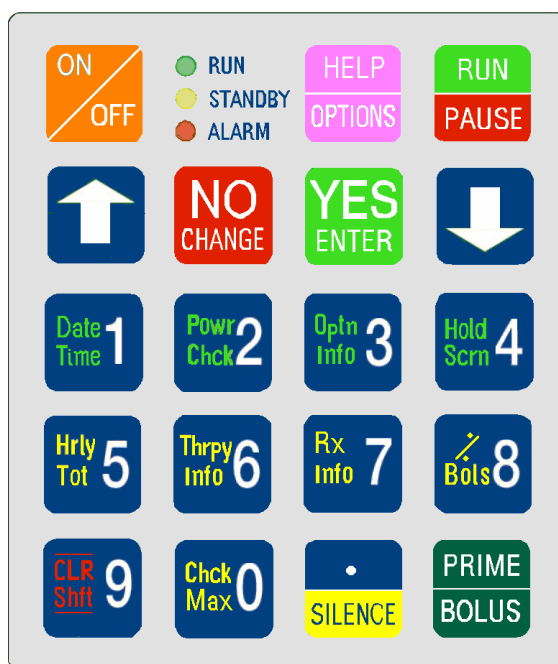 ON
OFF
RUN
STANDBY
ALARM
HELP
OPTIONS
RUN
PAUSE
NO
CHANGE
YES
ENTER
Date
Time 1
Powr
Chck 2
Optn
Info 3
Hold
Scrn 4
Hrly
Tot 5
Thrpy
Info 6
Rx
Info 7
Bols 8
CLR
Shft 9
Chck
Max 0
.
SILENCE
PRIME
BOLUS